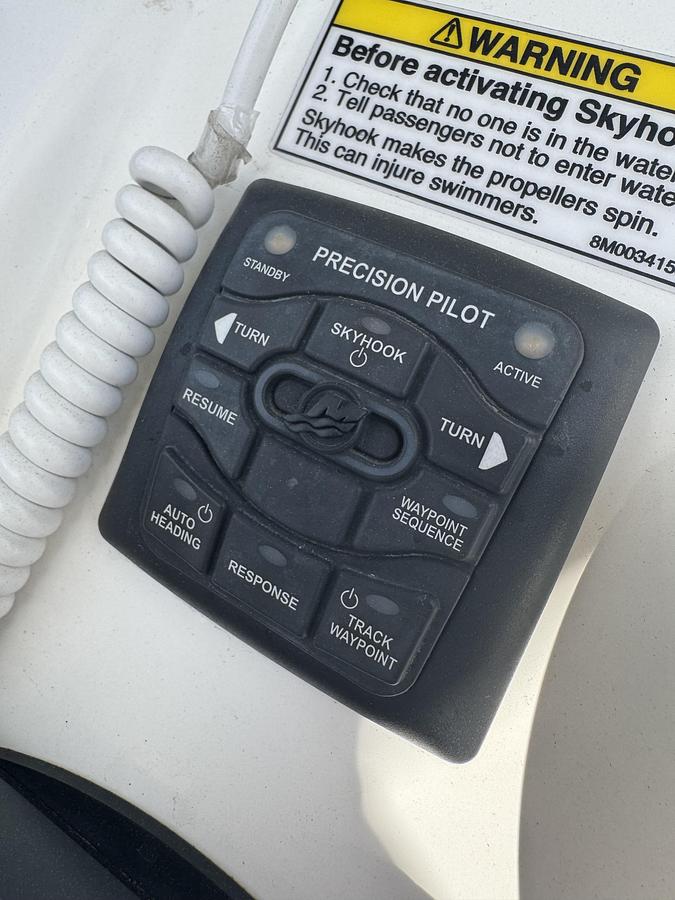 WARNING
Before activating Skyho
1. Check that no one is in the water
2. Tell passengers not to enter wate
Skyhook makes the propellers spin.
This can injure swimmers.
8M003415
STANDBY
PRECISION PILOT
ACTIVE
TURN
SKYHOOK
TURN
RESUME
WAYPOINT
SEQUENCE
AUTO
HEADING
RESPONSE
TRACK
WAYPOINT